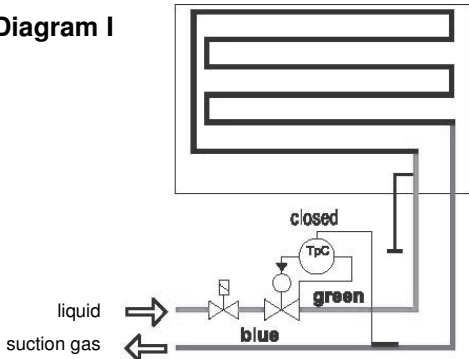 Diagram I
closed
TpC
green
liquid
blue
suction gas